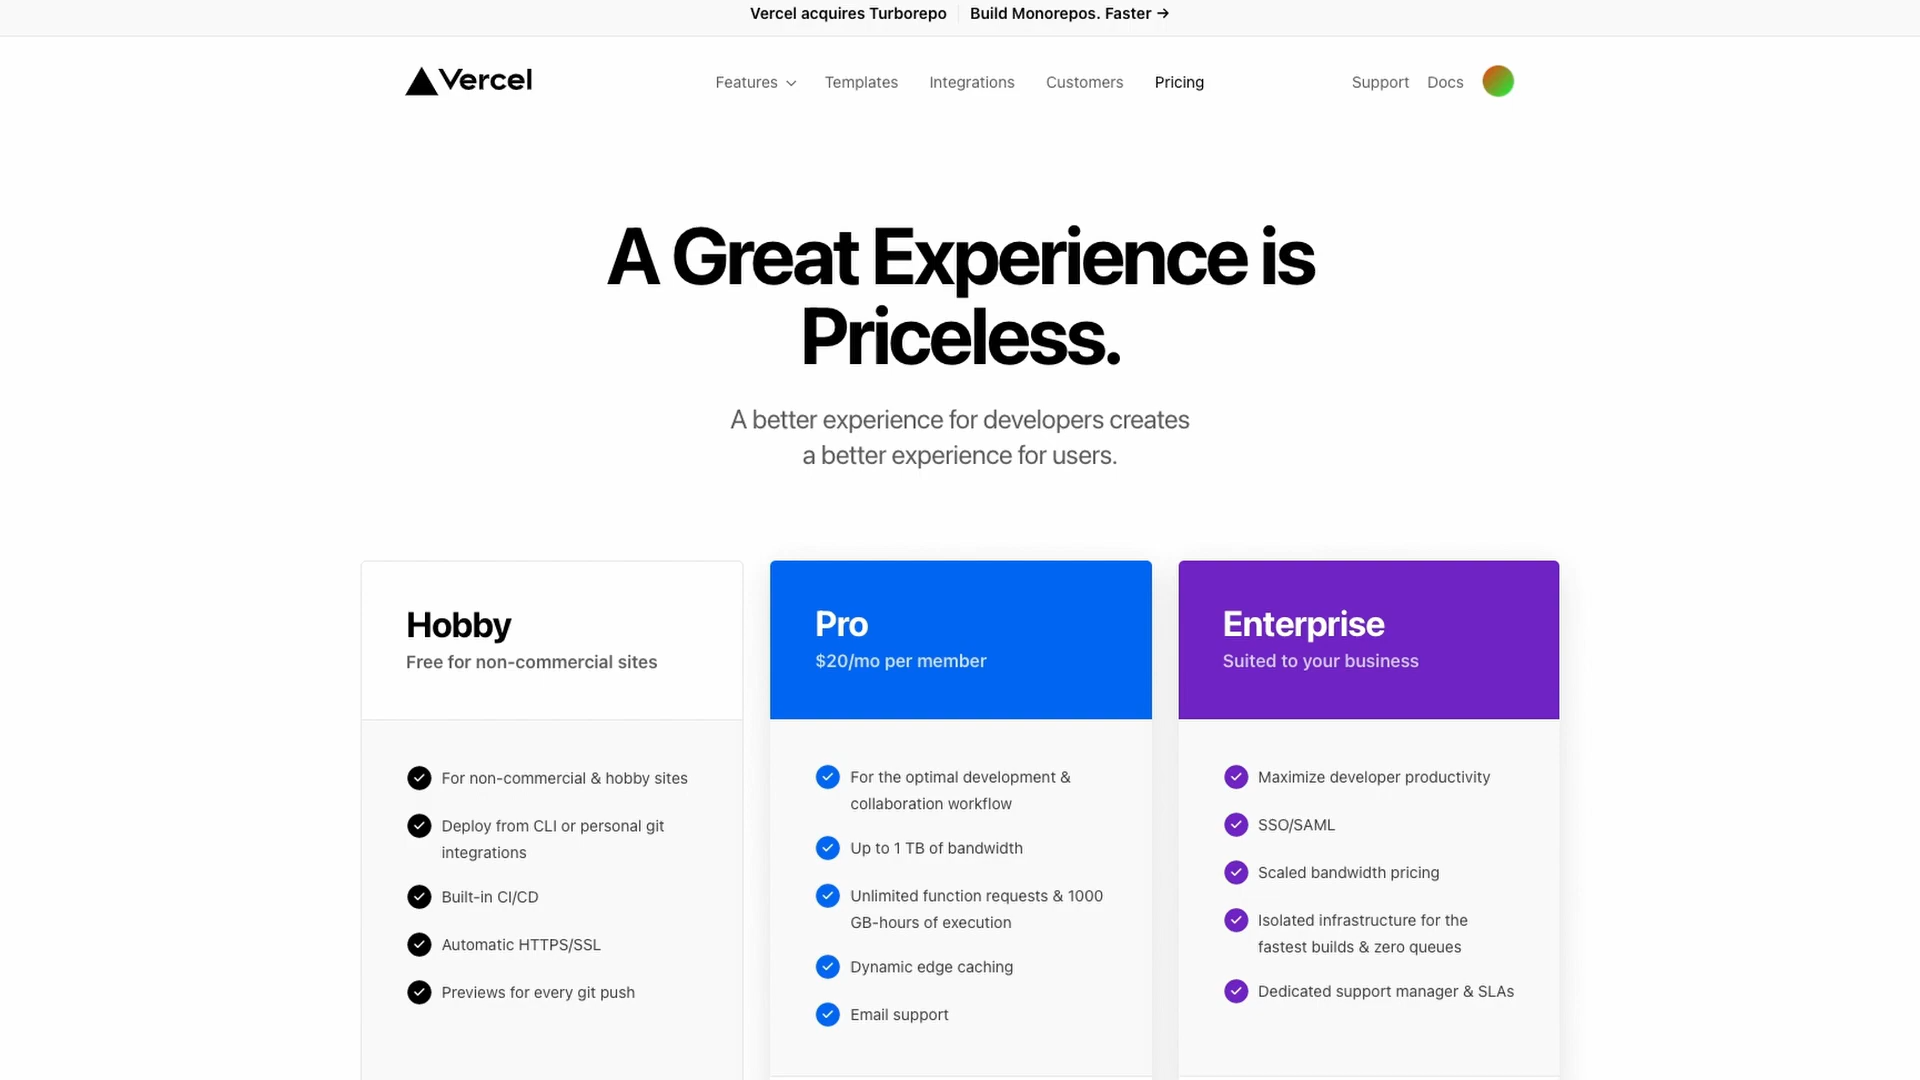 Vercel acquires Turborepo Build Monorepos. Faster →
Vercel Features Templates Integrations Customers Pricing Support Docs
A Great Experience is
Priceless.
A better experience for developers creates
a better experience for users.
Hobby
Free for non-commercial sites
For non-commercial & hobby sites
Deploy from CLI or personal git
integrations
Built-in CI/CD
Automatic HTTPS/SSL
Previews for every git push
Pro
$20/mo per member
For the optimal development &
collaboration workflow
Up to 1 TB of bandwidth
Unlimited function requests & 1000
GB-hours of execution
Dynamic edge caching
Email support
Enterprise
Suited to your business
Maximize developer productivity
SSO/SAML
Scaled bandwidth pricing
Isolated infrastructure for the
fastest builds & zero queues
Dedicated support manager & SLAs